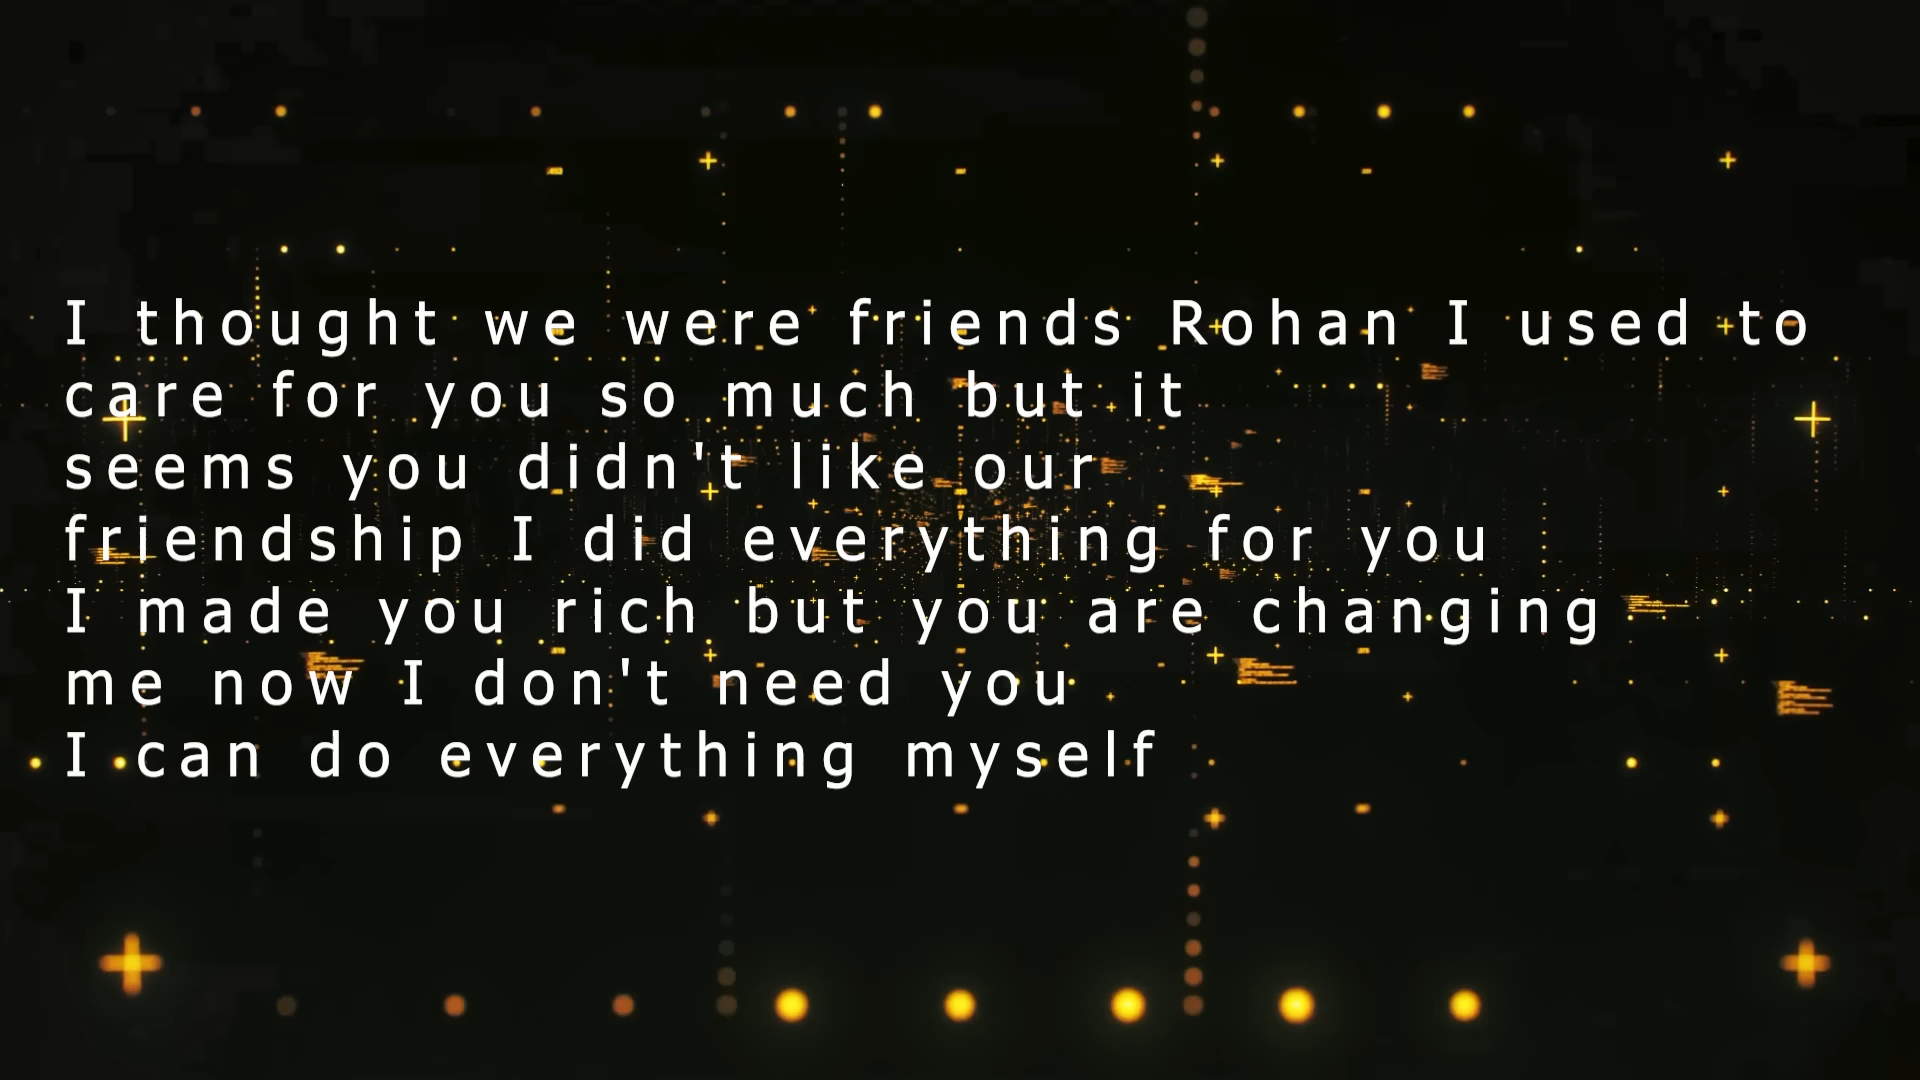 I thought we were friends Rohan I used to
care for you so much but it
seems you didn't like our
friendship I did everything for you
I made you rich but you are changing
me now I don't need you
I can do everything myself